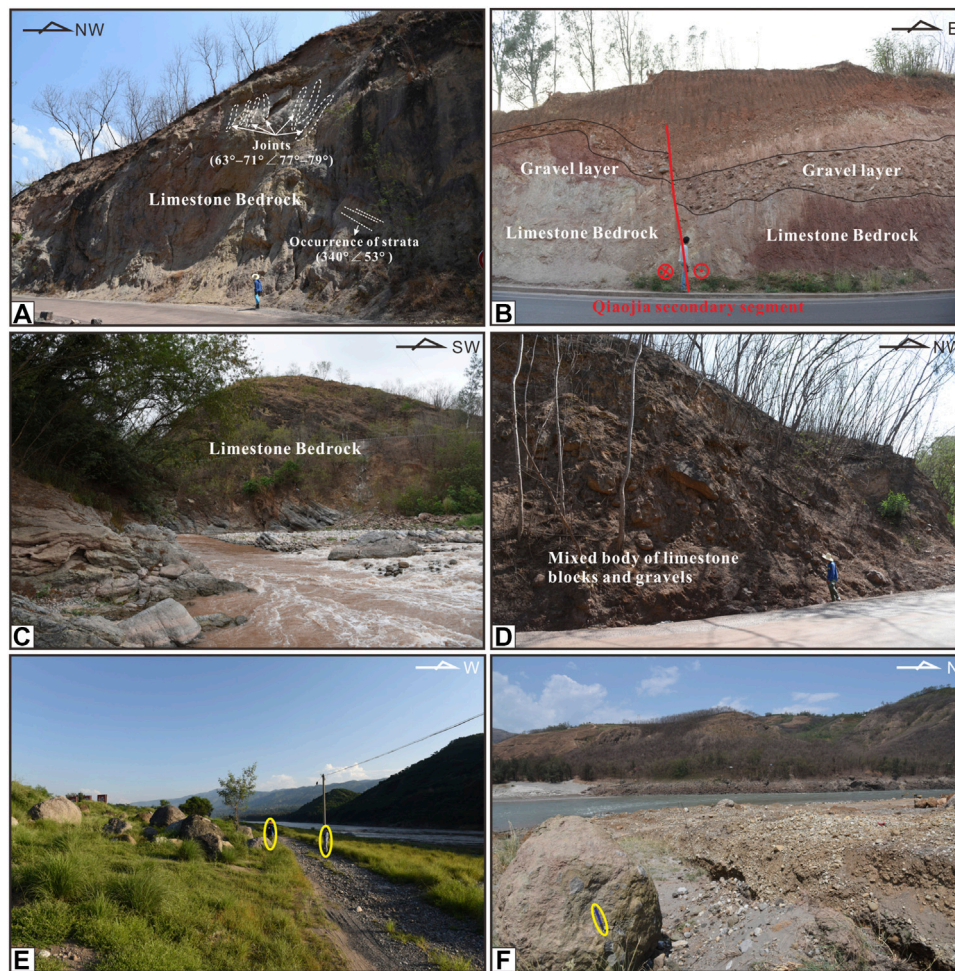 NW
Joints
(63°–71°∠77°–79°)
Limestone Bedrock
Occurrence of strata
(340°∠53°)
A
E
Gravel layer
Gravel layer
Limestone Bedrock
Limestone Bedrock
Qiaojia secondary segment
B
SW
Limestone Bedrock
C
NW
Mixed body of limestone
blocks and gravels
D
W
E
N
F